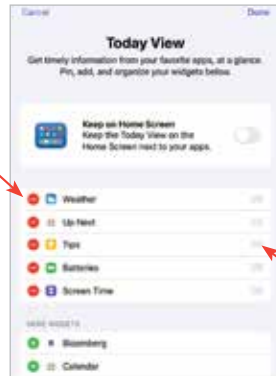 Cancel Done
Today View
Get timely information from your favorite apps, at a glance.
Pin, add, and organize your widgets below.
Keep on Home Screen
Keep the Today View on the
Home Screen next to your apps.
Weather
Up Next
Tips
Batteries
Screen Time
MORE WIDGETS
Bloomberg
Calendar